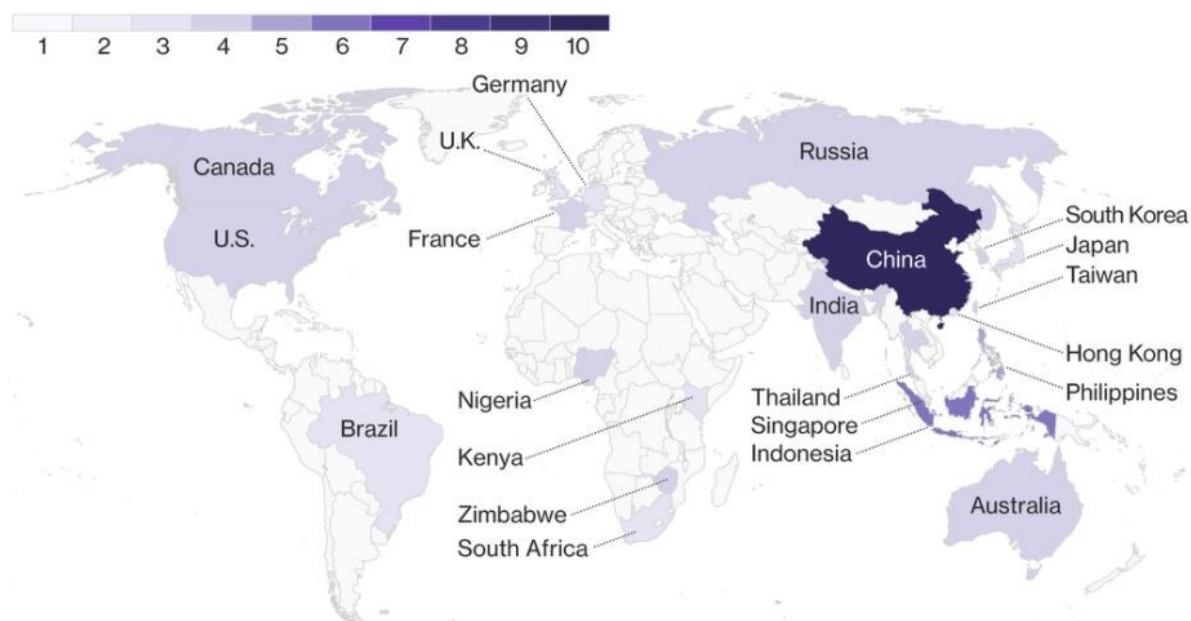 1 2 3 4 5 6 7 8 9 10
Germany
U.K.
Canada
Russia
U.S.
France
South Korea
Japan
China
Taiwan
India
Hong Kong
Philippines
Nigeria
Thailand
Brazil
Singapore
Kenya
Indonesia
Zimbabwe
Australia
South Africa